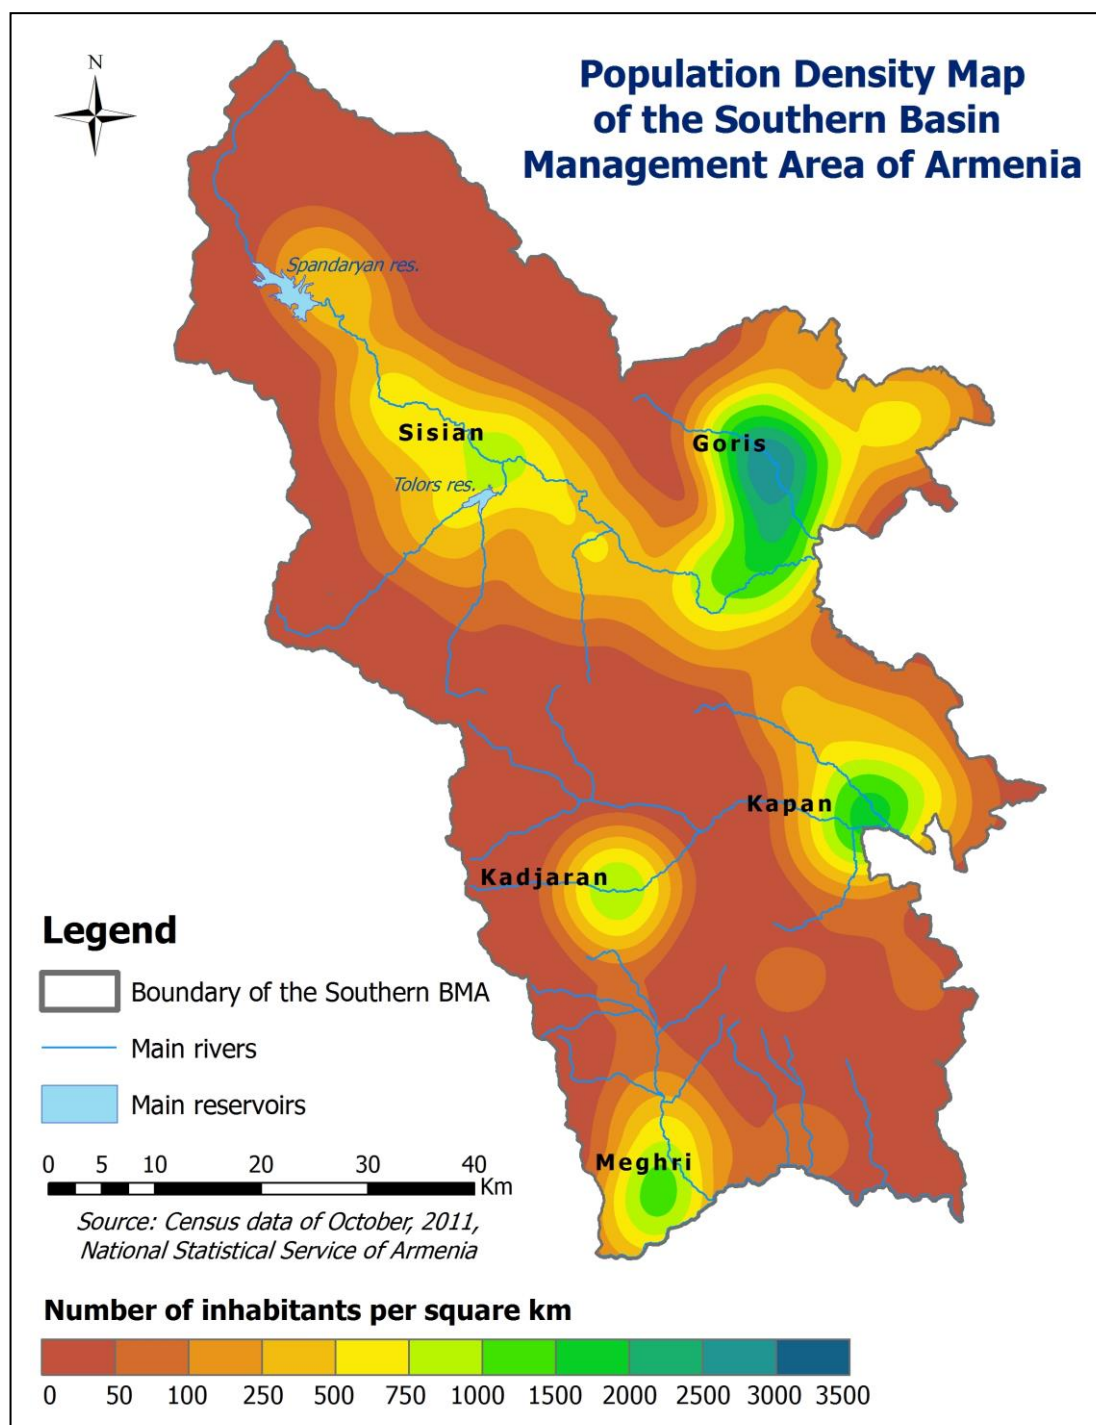 N
Population Density Map
of the Southern Basin
Management Area of Armenia
Spandaryan res.
Sisian
Goris
Tolors res.
Kapan
Kadjaran
Meghri
Legend
Boundary of the Southern BMA
Main rivers
Main reservoirs
0 5 10 20 30 40
Km
Source: Census data of October, 2011,
National Statistical Service of Armenia
Number of inhabitants per square km
0 50 100 250 500 750 1000 1500 2000 2500 3000 3500